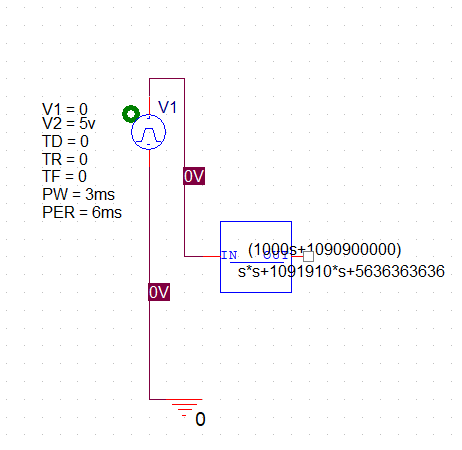 V1
V1 = 0
V2 = 5v
TD = 0
TR = 0
TF = 0
PW = 3ms
PER = 6ms
0V
IN
OUT
(1000s+1090900000)
s*s+1091910*s+5636363636
0V
0